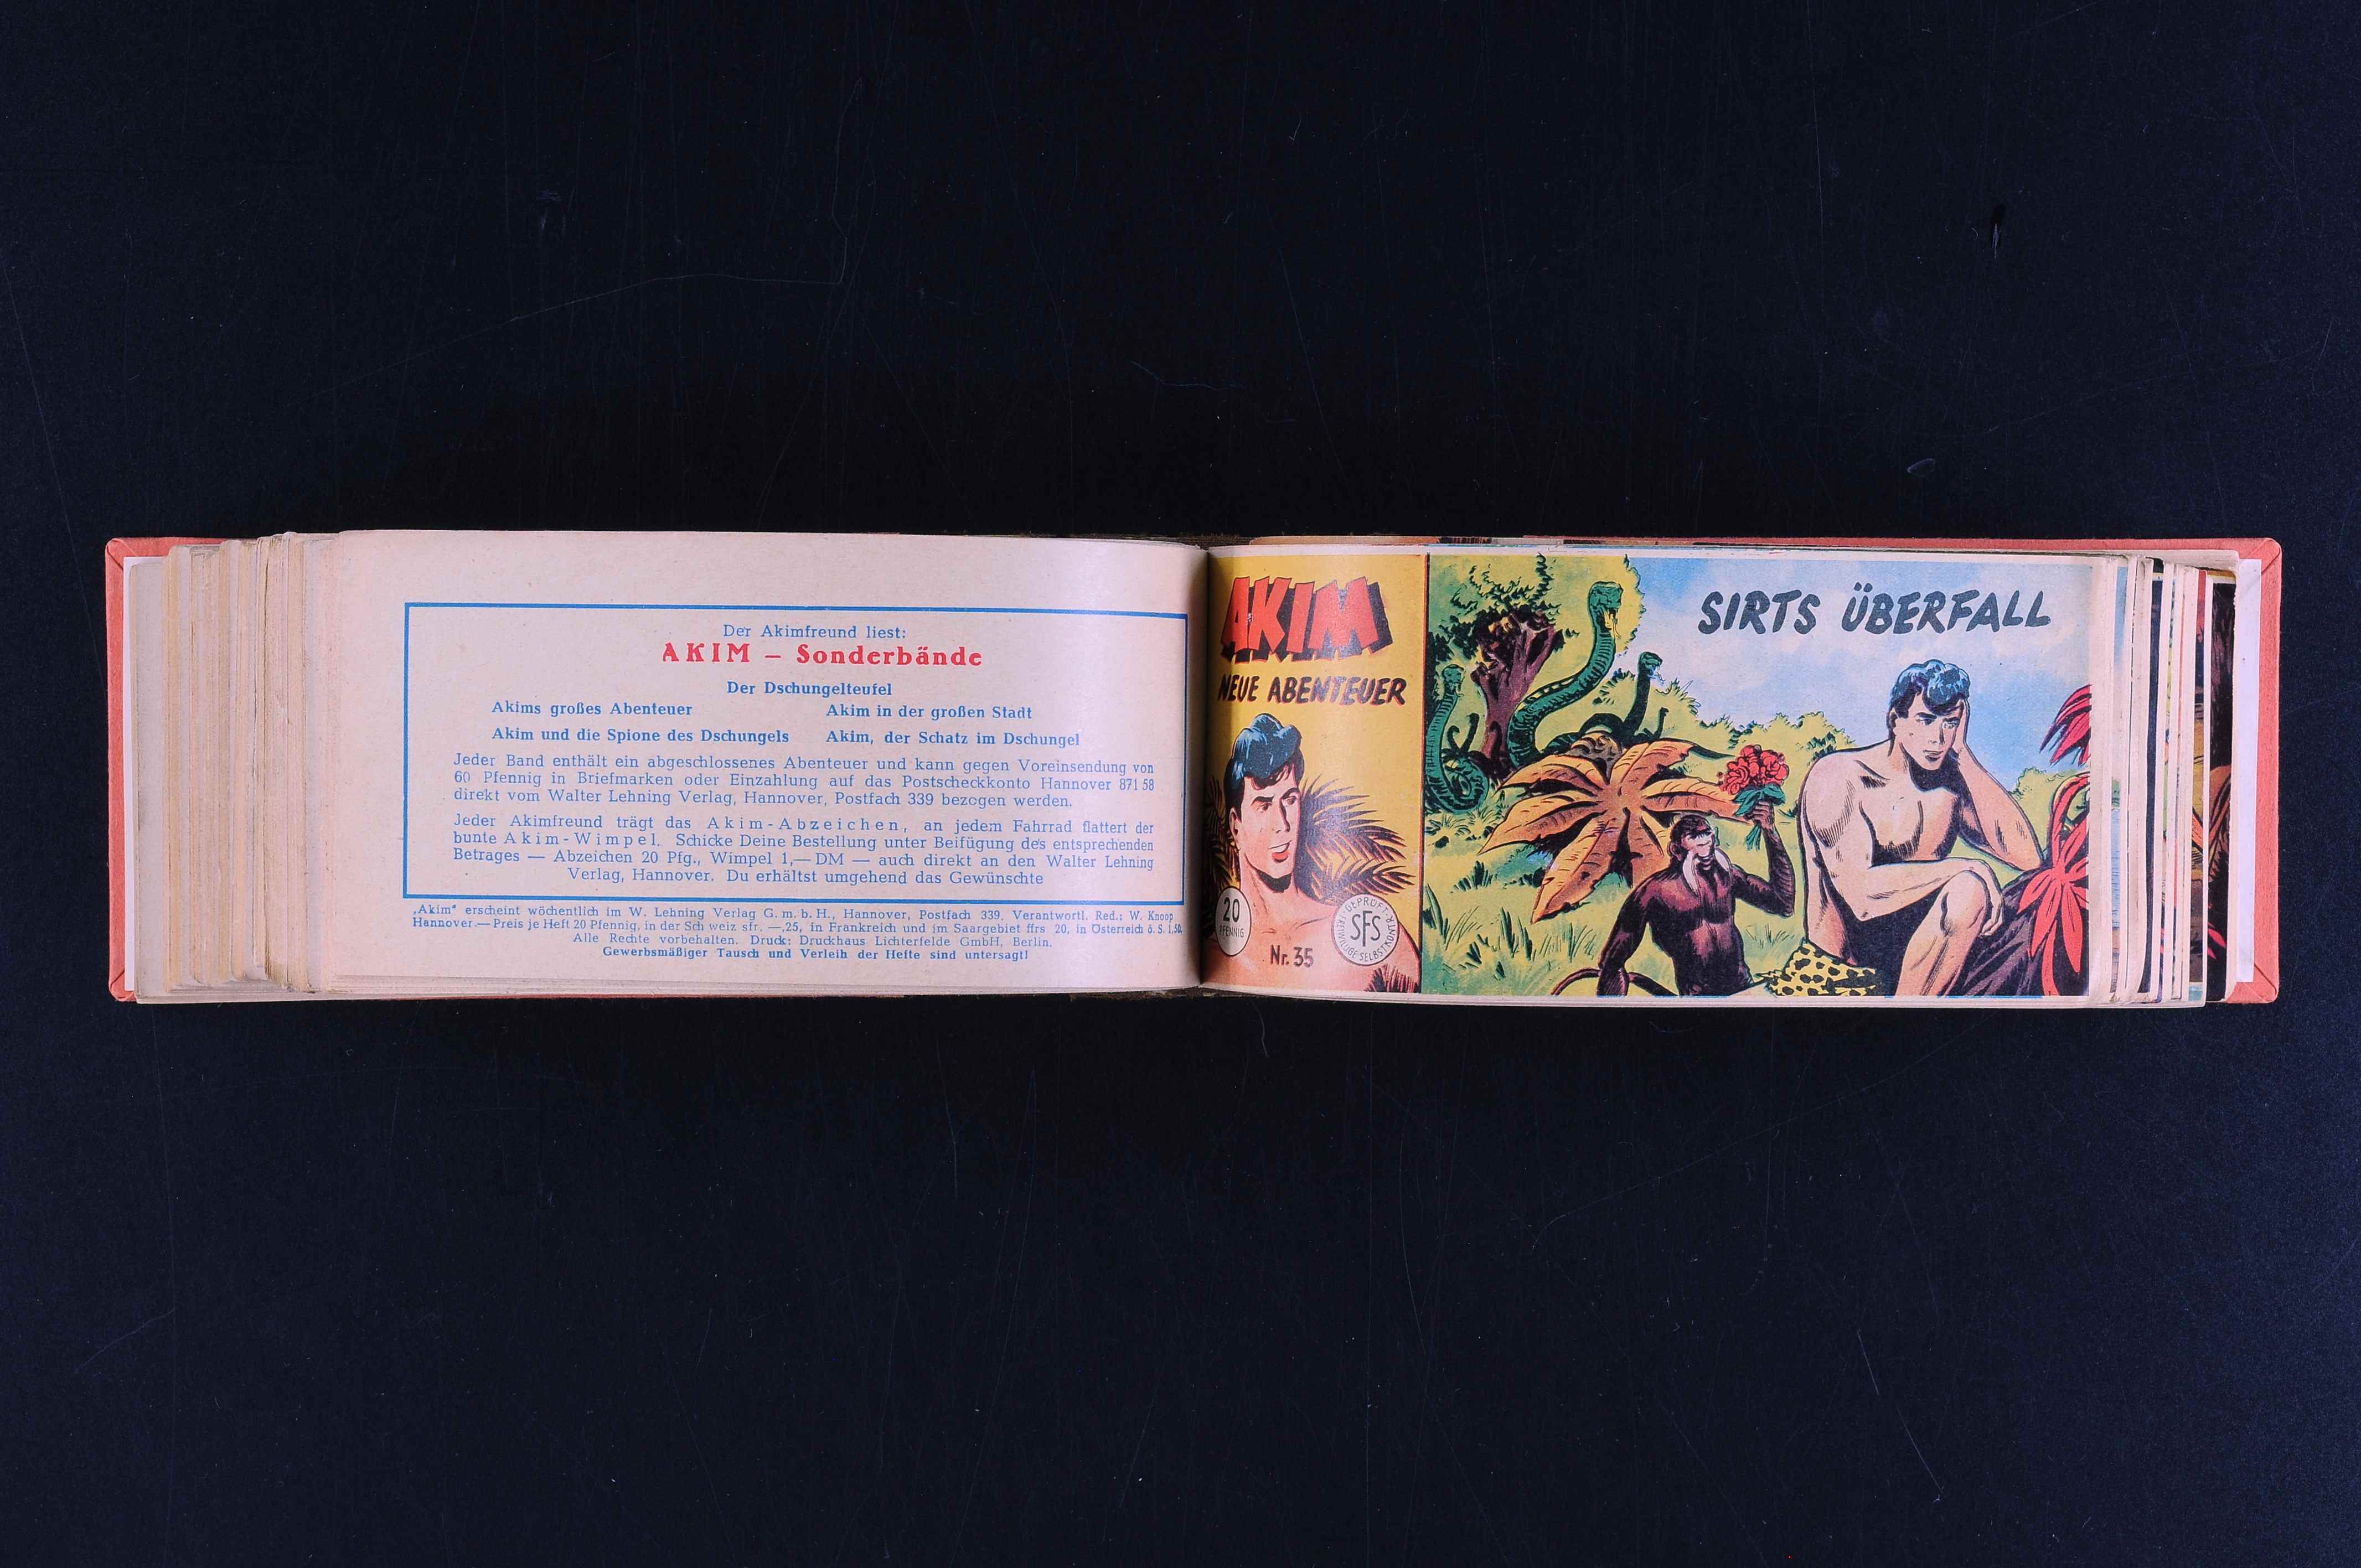 Der Akimfreund liest:
AKIM – Sonderbände
Der Dschungelteufel
Akims großes Abenteuer Akim in der großen Stadt
Akim und die Spione des Dschungels Akim, der Schatz im Dschungel
Jeder Band enthält ein abgeschlossenes Abenteuer und kann gegen Voreinsendung von
60 Pfennig in Briefmarken oder Einzahlung auf das Postscheckkonto Hannover 871 58
direkt vom Walter Lehning Verlag, Hannover, Postfach 339 bezogen werden.
Jeder Akimfreund trägt das Akim-Abzeichen, an jedem Fahrrad flattert der
bunte Akim-Wimpel. Schicke Deine Bestellung unter Beifügung des entsprechenden
Betrages — Abzeichen 20 Pfg., Wimpel 1,— DM — auch direkt an den Walter Lehning
Verlag, Hannover. Du erhältst umgehend das Gewünschte
„Akim“ erscheint wöchentlich im W. Lehning Verlag G. m. b. H., Hannover, Postfach 339. Verantwortl. Red.: W. Knoop
Hannover.—Preis je Heft 20 Pfennig, in der Sch weiz sfr. —,25, in Frankreich und im Saargebiet ffrs 20, in Österreich ö. S. 1,50.
Alle Rechte vorbehalten. Druck: Druckhaus Lichterfelde GmbH, Berlin.
Gewerbsmäßiger Tausch und Verleih der Hefte sind untersagt!
AKIM
NEUE ABENTEUER
20
PFENNIG
Nr. 35
GEPRÜFT
SFS
FREIWILLIGE SELBSTKONTR.
SIRTS ÜBERFALL